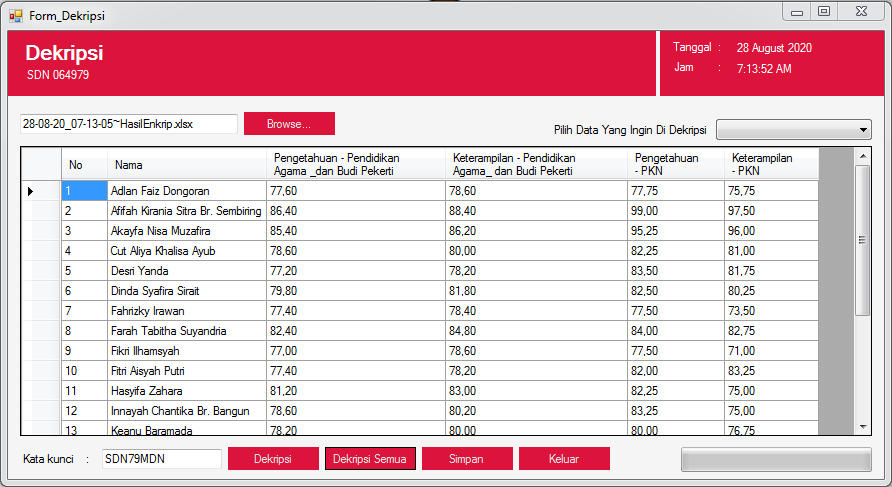 Form_Dekripsi
Dekripsi
SDN 064979
Tanggal : 28 August 2020
Jam : 7:13:52 AM
28-08-20_07-13-05~HasilEnkrip.xlsx Browse...
Pilih Data Yang Ingin Di Dekripsi
No Nama Pengetahuan - Pendidikan Agama _dan Budi Pekerti Keterampilan - Pendidikan Agama_ dan Budi Pekerti Pengetahuan - PKN Keterampilan - PKN
1 Adlan Faiz Dongoran 77,60 78,60 77,75 75,75
2 Afifah Kirania Sitra Br. Sembiring 86,40 88,40 99,00 97,50
3 Akayfa Nisa Muzafira 85,40 86,20 95,25 96,00
4 Cut Aliya Khalisa Ayub 78,60 80,00 82,25 81,00
5 Desri Yanda 77,20 78,20 83,50 81,75
6 Dinda Syafira Sirait 79,80 81,80 82,50 80,25
7 Fahrizky Irawan 77,40 78,40 77,50 73,50
8 Farah Tabitha Suyandria 82,40 84,80 84,00 82,75
9 Fikri Ilhamsyah 77,00 78,60 77,50 71,00
10 Fitri Aisyah Putri 77,40 78,20 82,00 83,25
11 Hasyifa Zahara 81,20 83,00 82,25 75,00
12 Innayah Chantika Br. Bangun 78,60 80,20 83,25 75,00
13 Keanu Baramada 78,20 80,00 80,00 76,75
Kata kunci : SDN79MDN Dekripsi Dekripsi Semua Simpan Keluar